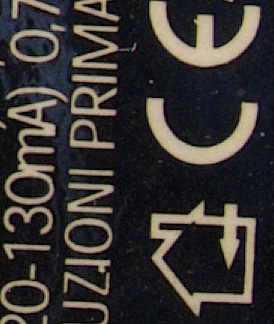 20-130mA) 0,7
UZIONI PRIMA
CE